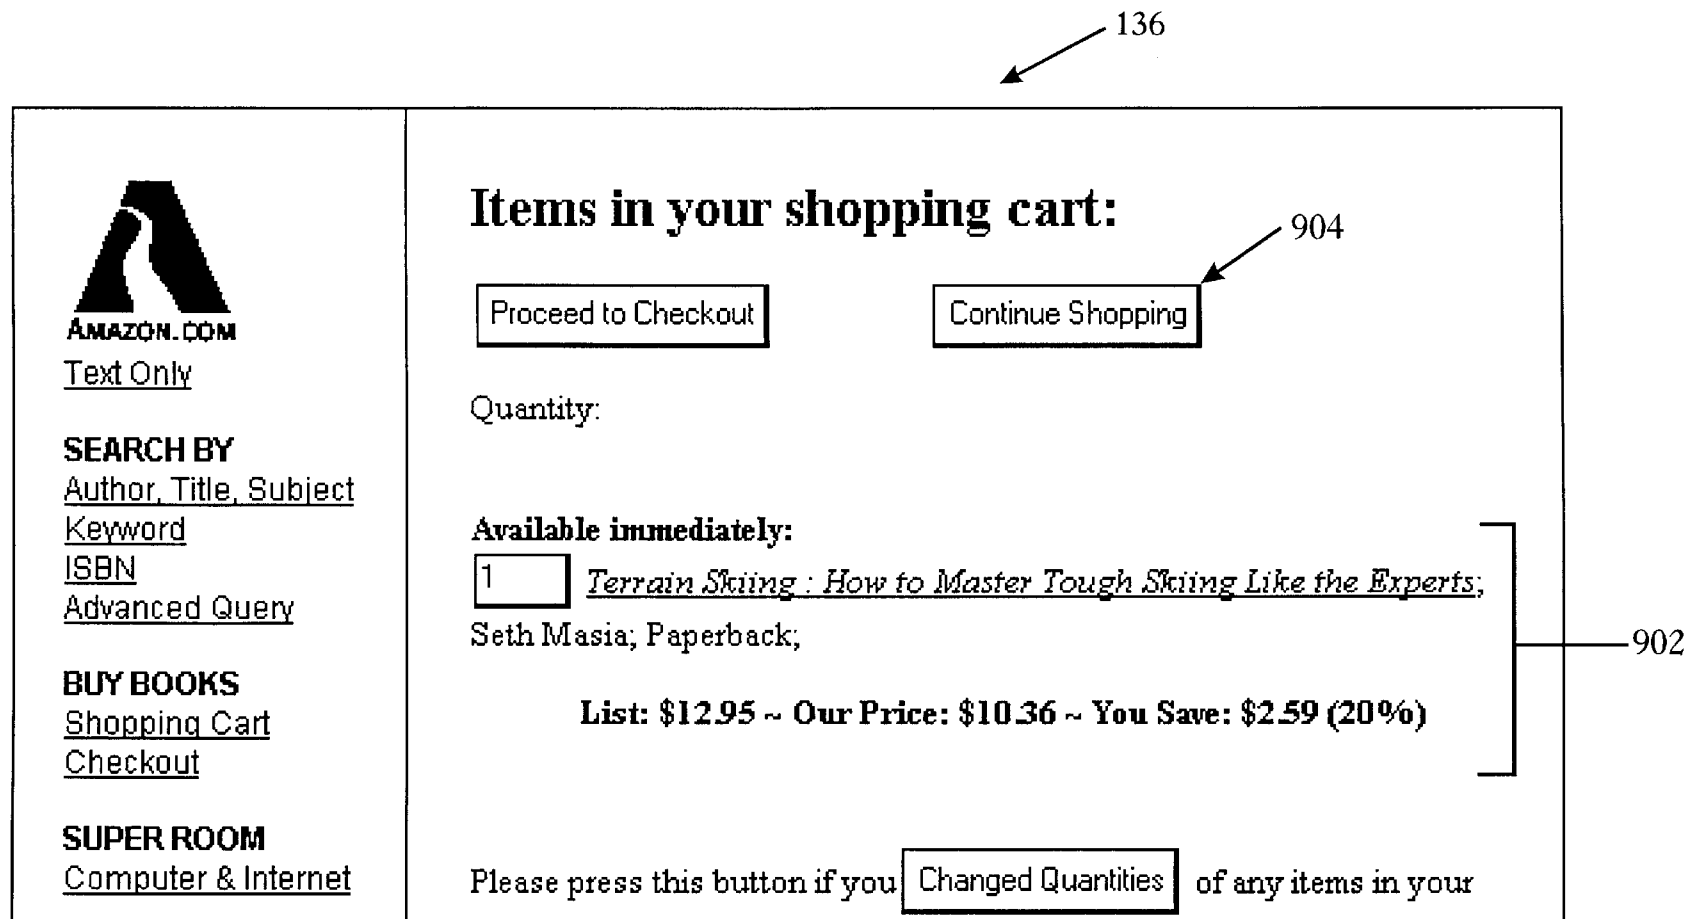 136
AMAZON.COM
Text Only
SEARCH BY
Author, Title, Subject
Keyword
ISBN
Advanced Query
BUY BOOKS
Shopping Cart
Checkout
SUPER ROOM
Computer & Internet
Items in your shopping cart:
904
Proceed to Checkout
Continue Shopping
Quantity:
Available immediately:
1 Terrain Skiing : How to Master Tough Skiing Like the Experts;
Seth Masia; Paperback;
902
List: $12.95 ~ Our Price: $10.36 ~ You Save: $2.59 (20%)
Please press this button if you Changed Quantities of any items in your